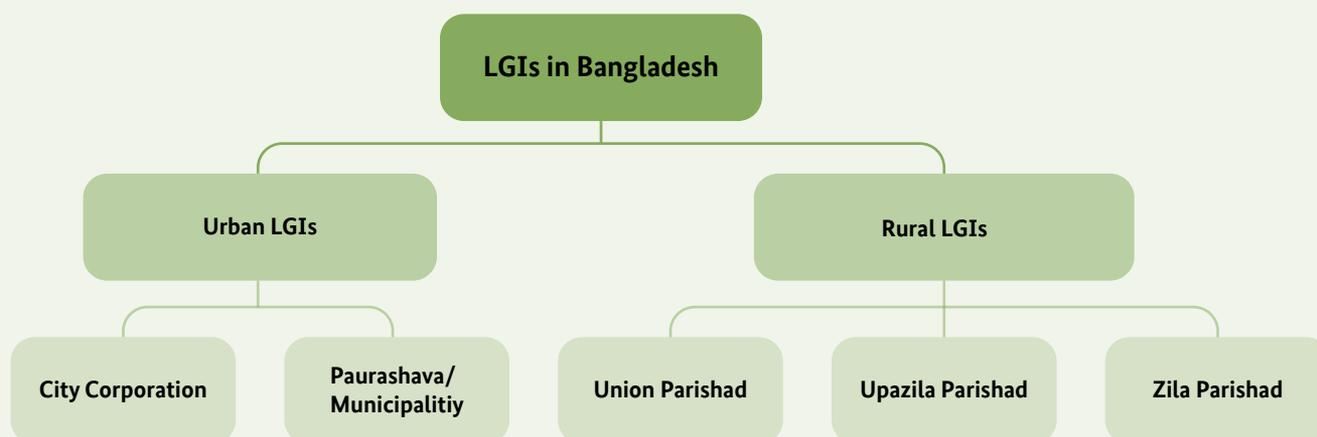 LGIs in Bangladesh
Urban LGIs
Rural LGIs
City Corporation
Paurashava/
Municipalitiy
Union Parishad
Upazila Parishad
Zila Parishad